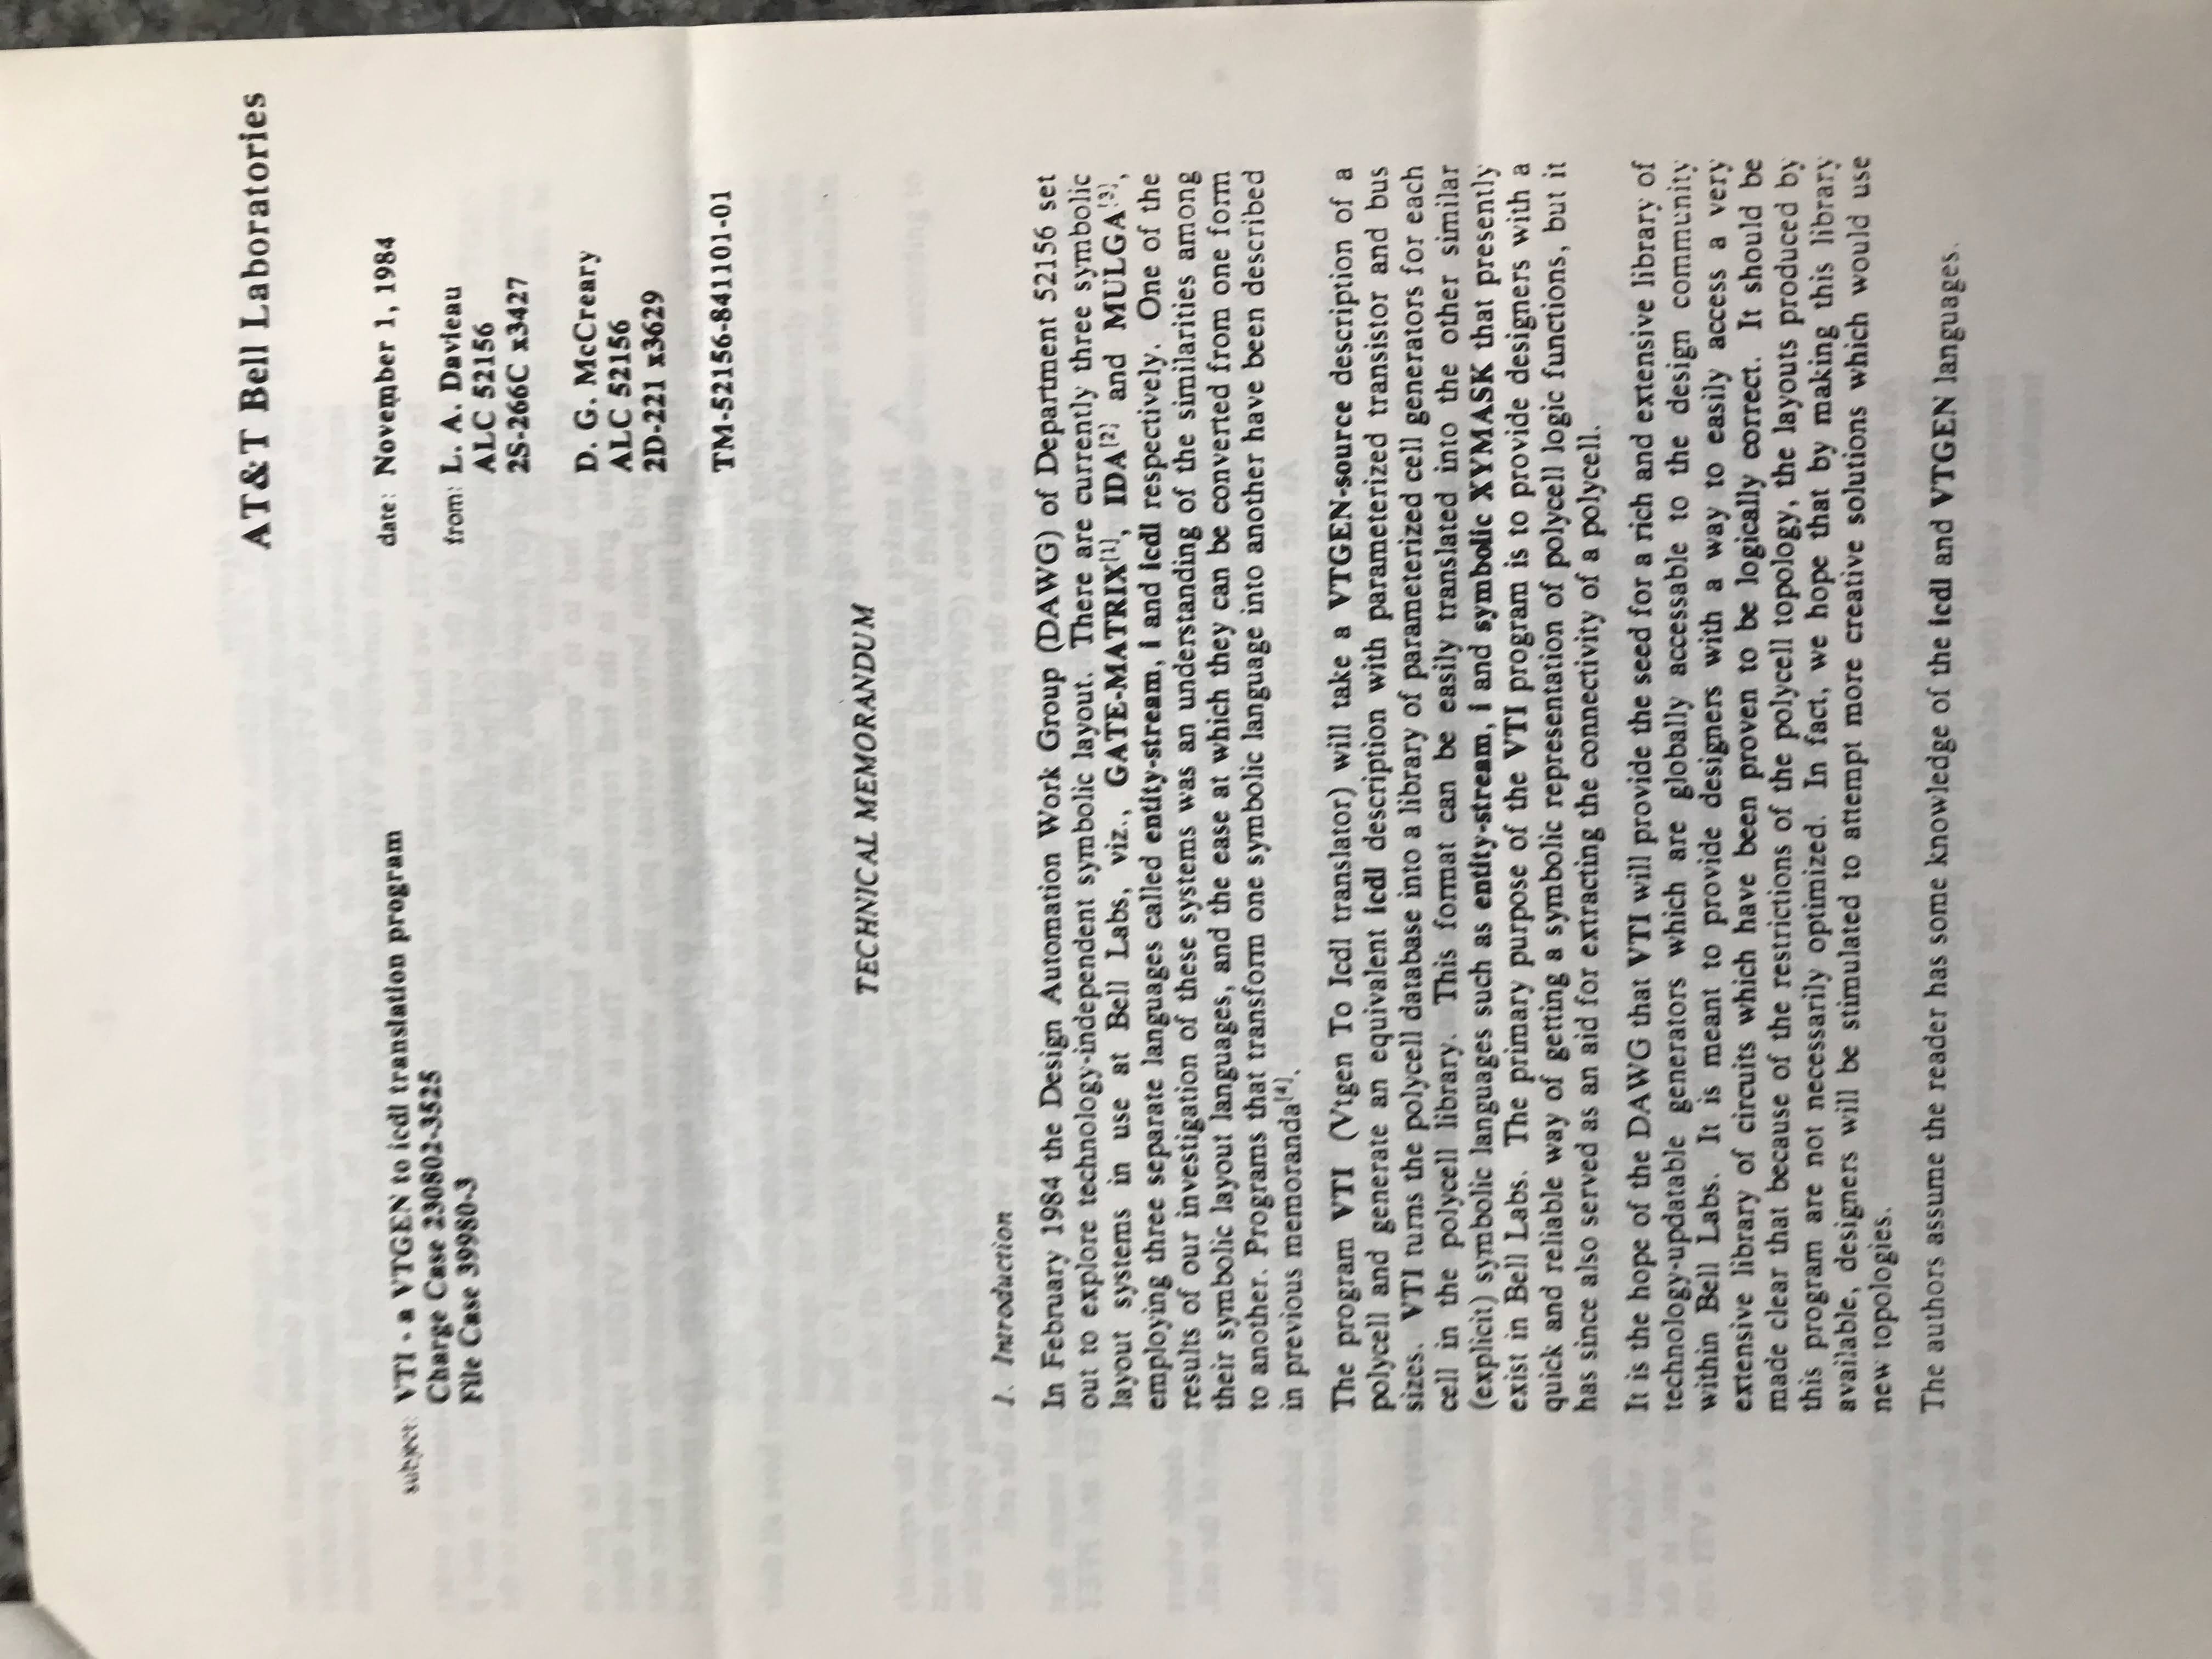 AT&T Bell Laboratories
subject: VTI - a VTGEN to icdl translation program
Charge Case 230802-3525
File Case 39980-3
date: November 1, 1984
from: L. A. Davieau
ALC 52156
2S-266C x3427
D. G. McCreary
ALC 52156
2D-221 x3629
TM-52156-841101-01
TECHNICAL MEMORANDUM
1. Introduction
In February 1984 the Design Automation Work Group (DAWG) of Department 52156 set
out to explore technology-independent symbolic layout. There are currently three symbolic
layout systems in use at Bell Labs, viz., GATE-MATRIX[1], IDA[2] and MULGA[3],
employing three separate languages called entity-stream, i and icdl respectively. One of the
results of our investigation of these systems was an understanding of the similarities among
their symbolic layout languages, and the ease at which they can be converted from one form
to another. Programs that transform one symbolic language into another have been described
in previous memoranda[4].
The program VTI (Vtgen To Icdl translator) will take a VTGEN-source description of a
polycell and generate an equivalent icdl description with parameterized transistor and bus
sizes. VTI turns the polycell database into a library of parameterized cell generators for each
cell in the polycell library. This format can be easily translated into the other similar
(explicit) symbolic languages such as entity-stream, i and symbolic XYMASK that presently
exist in Bell Labs. The primary purpose of the VTI program is to provide designers with a
quick and reliable way of getting a symbolic representation of polycell logic functions, but it
has since also served as an aid for extracting the connectivity of a polycell.
It is the hope of the DAWG that VTI will provide the seed for a rich and extensive library of
technology-updatable generators which are globally accessable to the design community
within Bell Labs. It is meant to provide designers with a way to easily access a very
extensive library of circuits which have been proven to be logically correct. It should be
made clear that because of the restrictions of the polycell topology, the layouts produced by
this program are not necessarily optimized. In fact, we hope that by making this library
available, designers will be stimulated to attempt more creative solutions which would use
new topologies.
The authors assume the reader has some knowledge of the icdl and VTGEN languages.